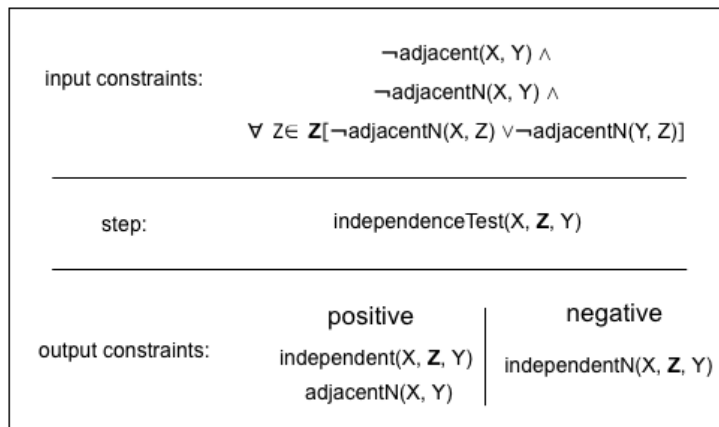 ¬adjacent(X, Y) ∧
input constraints:
¬adjacentN(X, Y) ∧
∀ Z∈ Z[¬adjacentN(X, Z) ∨¬adjacentN(Y, Z)]
step: independenceTest(X, Z, Y)
positive negative
output constraints: independent(X, Z, Y) independentN(X, Z, Y)
adjacentN(X, Y)